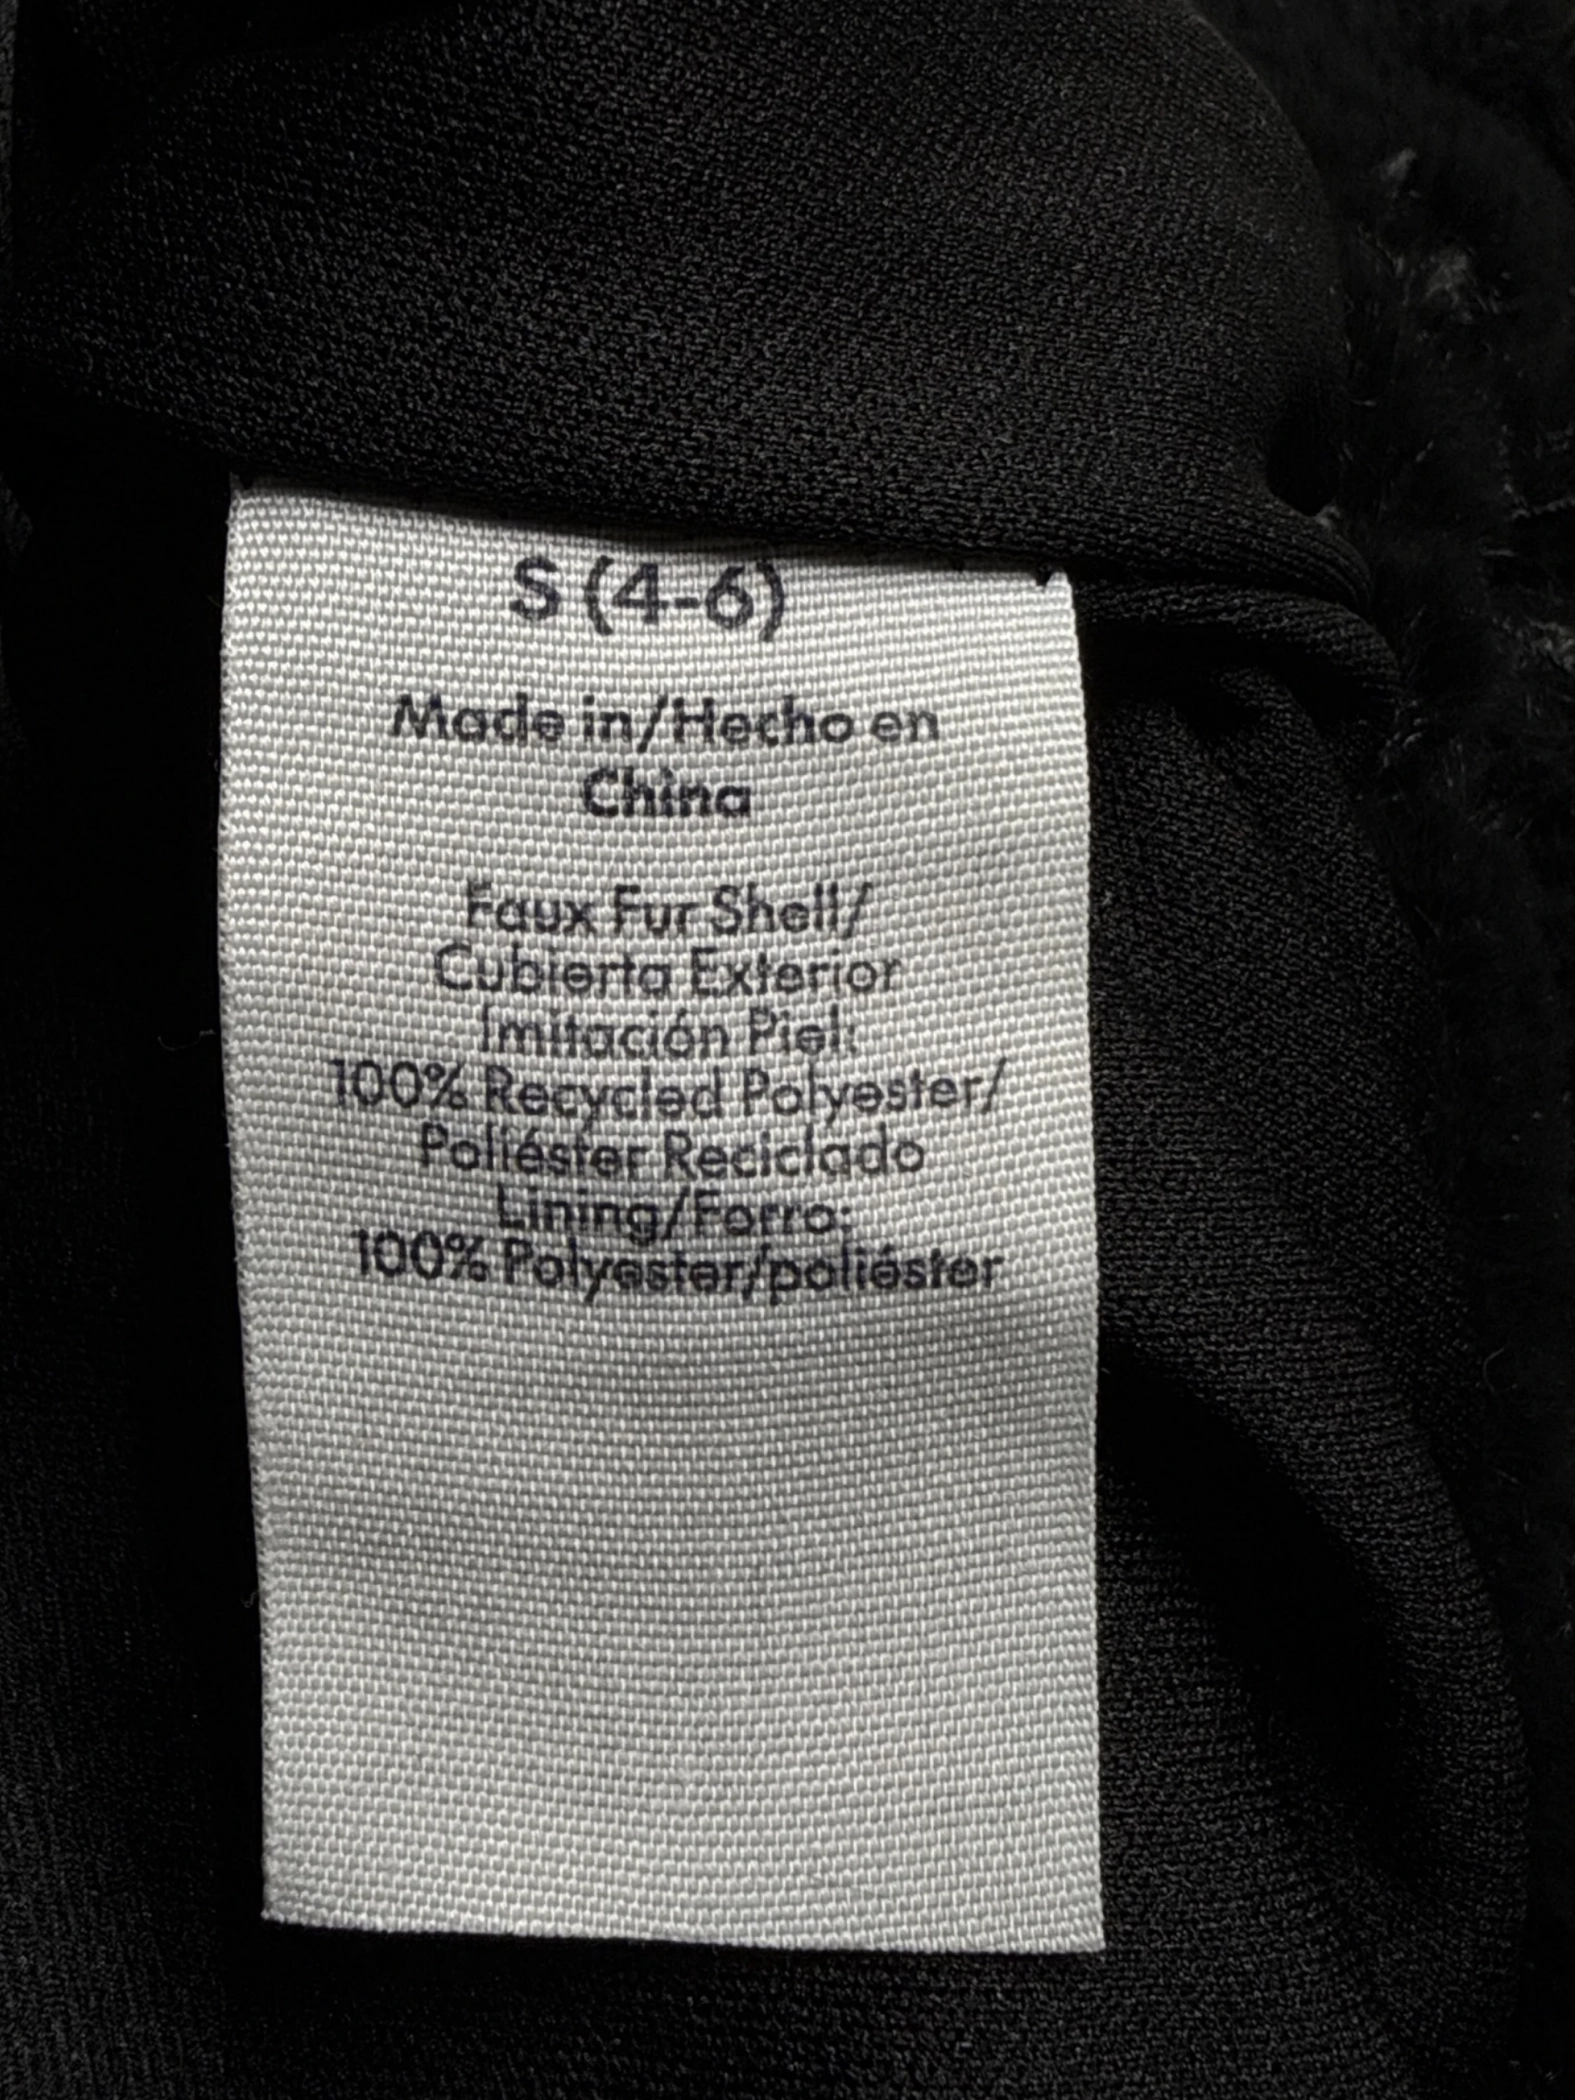 S (4-6)
Made in/Hecho en
China
Faux Fur Shell/
Cubierta Exterior
Imitación Piel:
100% Recycled Polyester/
Poliéster Reciclado
Lining/Forro:
100% Polyester/poliéster